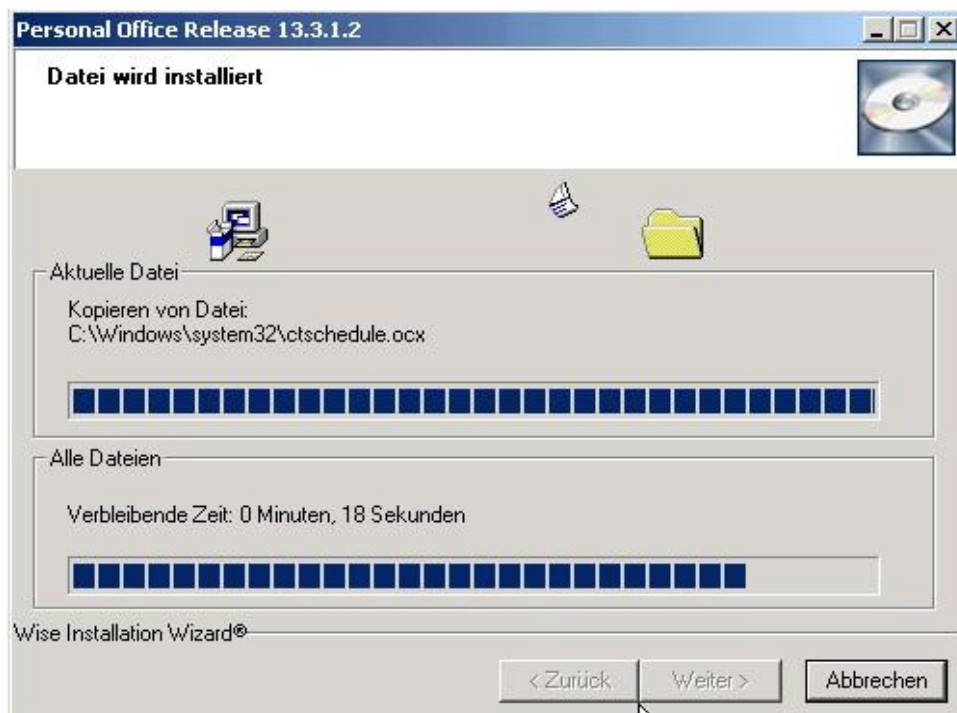 Personal Office Release 13.3.1.2
Datei wird installiert
Aktuelle Datei
Kopieren von Datei:
C:\Windows\system32\ctschedule.ocx
Alle Dateien
Verbleibende Zeit: 0 Minuten, 18 Sekunden
Wise Installation Wizard®
< Zurück Weiter > Abbrechen